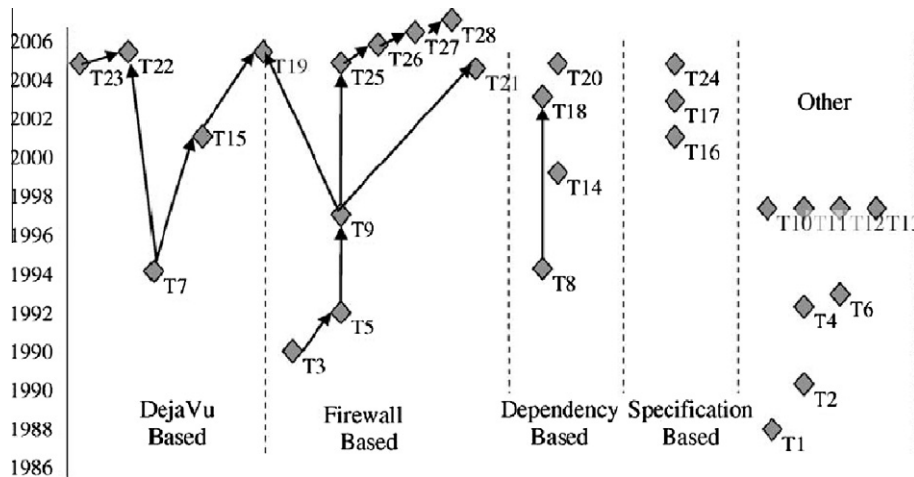 2006
2004
2002
2000
1998
1996
1994
1992
1990
1988
1986
T23
T22
T19
T15
T7
T25
T26
T27
T28
T21
T9
T5
T3
T20
T18
T14
T8
T24
T17
T16
Other
T10
T11
T12
T6
T4
T2
T1
DejaVu
Based
Firewall
Based
Dependency
Based
Specification
Based